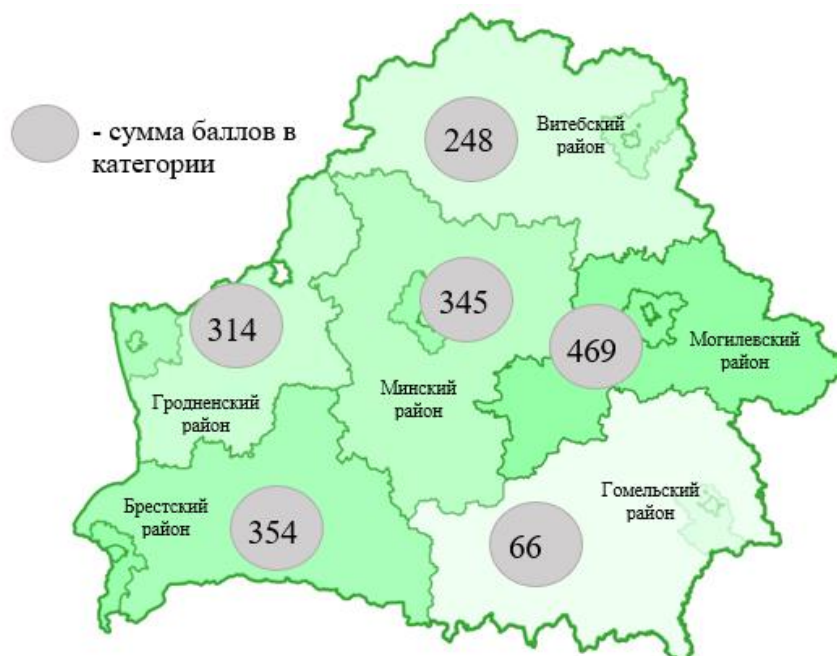 - сумма баллов в
категории
248
Витебский
район
345
314
469
Могилевский
район
Минский
район
Гродненский
район
Брестский
район
354
66
Гомельский
район